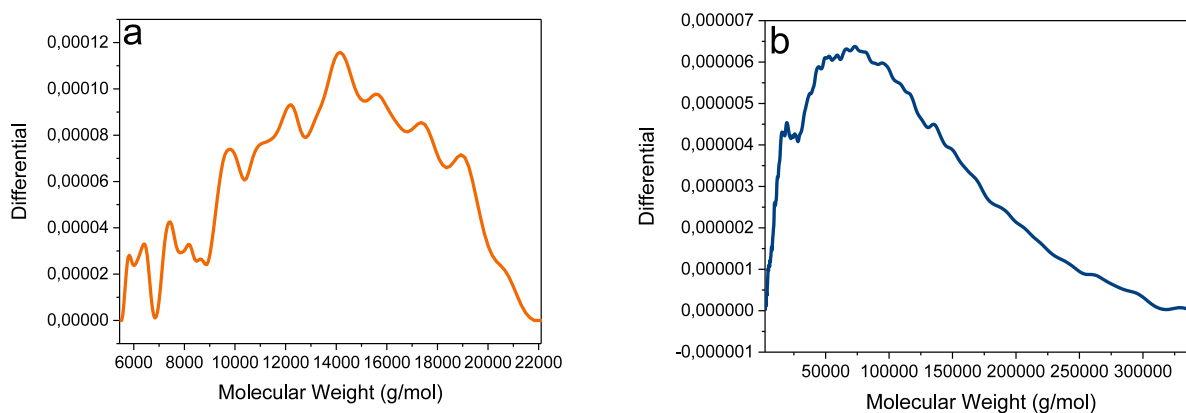 a
0,00012
0,00010
0,00008
0,00006
0,00004
0,00002
0,00000
Differential
6000 8000 10000 12000 14000 16000 18000 20000 22000
Molecular Weight (g/mol)
b
0,000007
0,000006
0,000005
0,000004
0,000003
0,000002
0,000001
0,000000
-0,000001
Differential
50000 100000 150000 200000 250000 300000
Molecular Weight (g/mol)